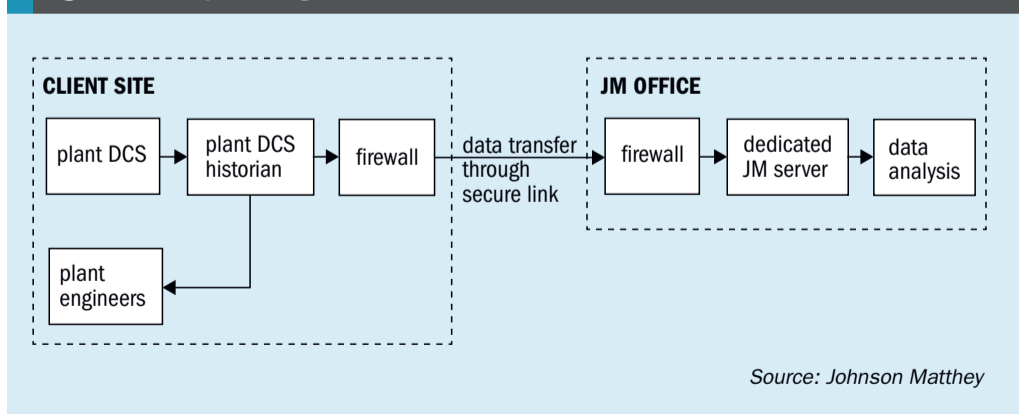 CLIENT SITE
plant DCS
plant DCS
historian
firewall
plant
engineers
data transfer
through
secure link
JM OFFICE
firewall
dedicated
JM server
data
analysis
Source: Johnson Matthey